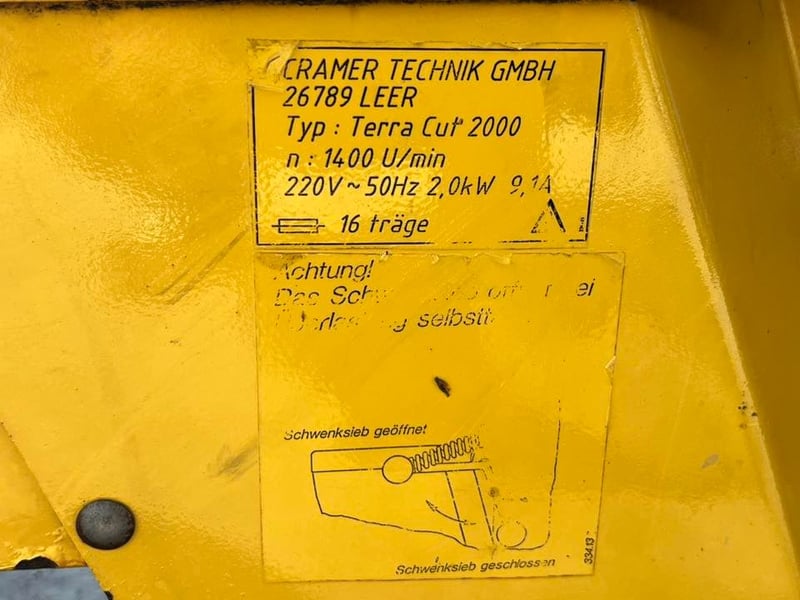 CRAMER TECHNIK GMBH
26789 LEER
Typ : Terra Cut 2000
n : 1400 U/min
220V~50Hz 2,0kW 9,1A
16 träge
Achtung!
Das
selbstt
Schwenksieb geöffnet
Schwenksieb geschlossen